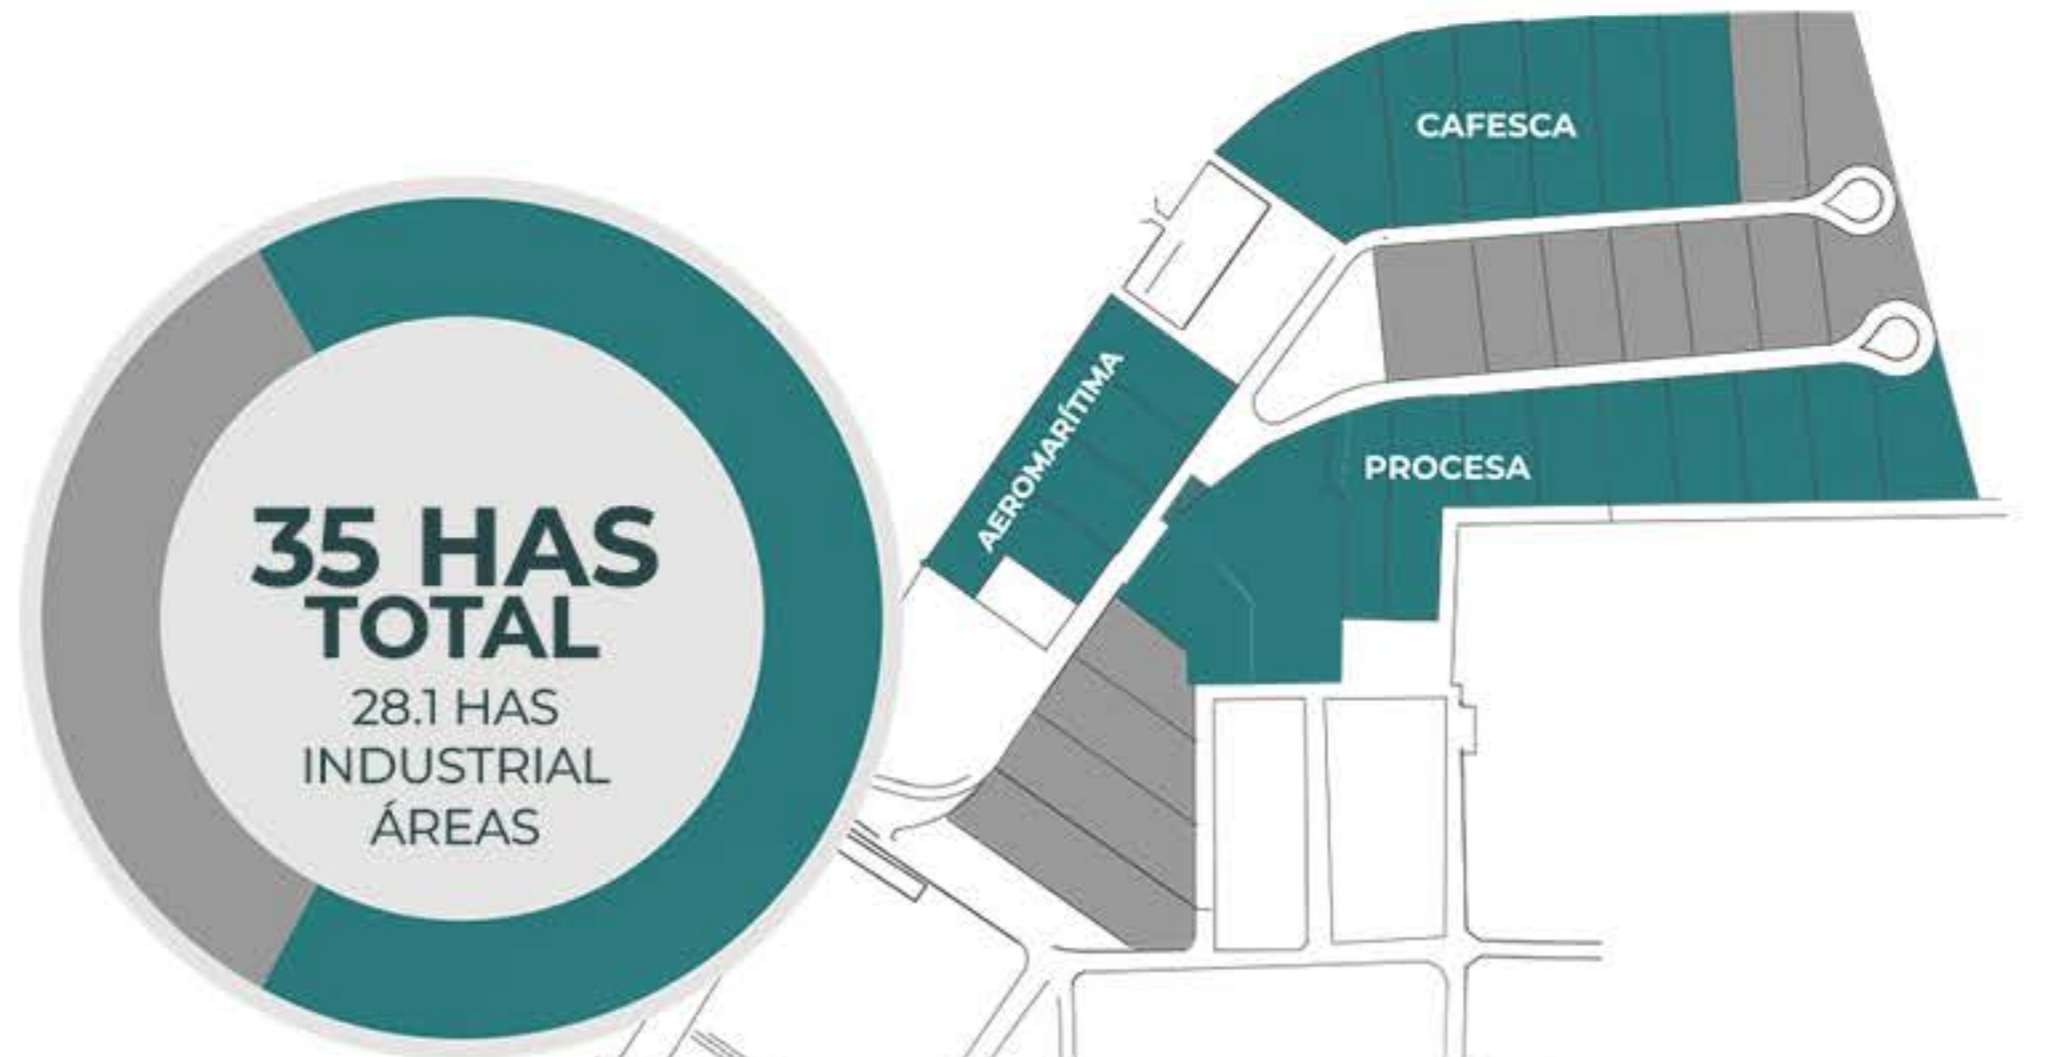 35 HAS
TOTAL
28.1 HAS
INDUSTRIAL
ÁREAS
CAFESCA
AEROMARÍTIMA
PROCESA